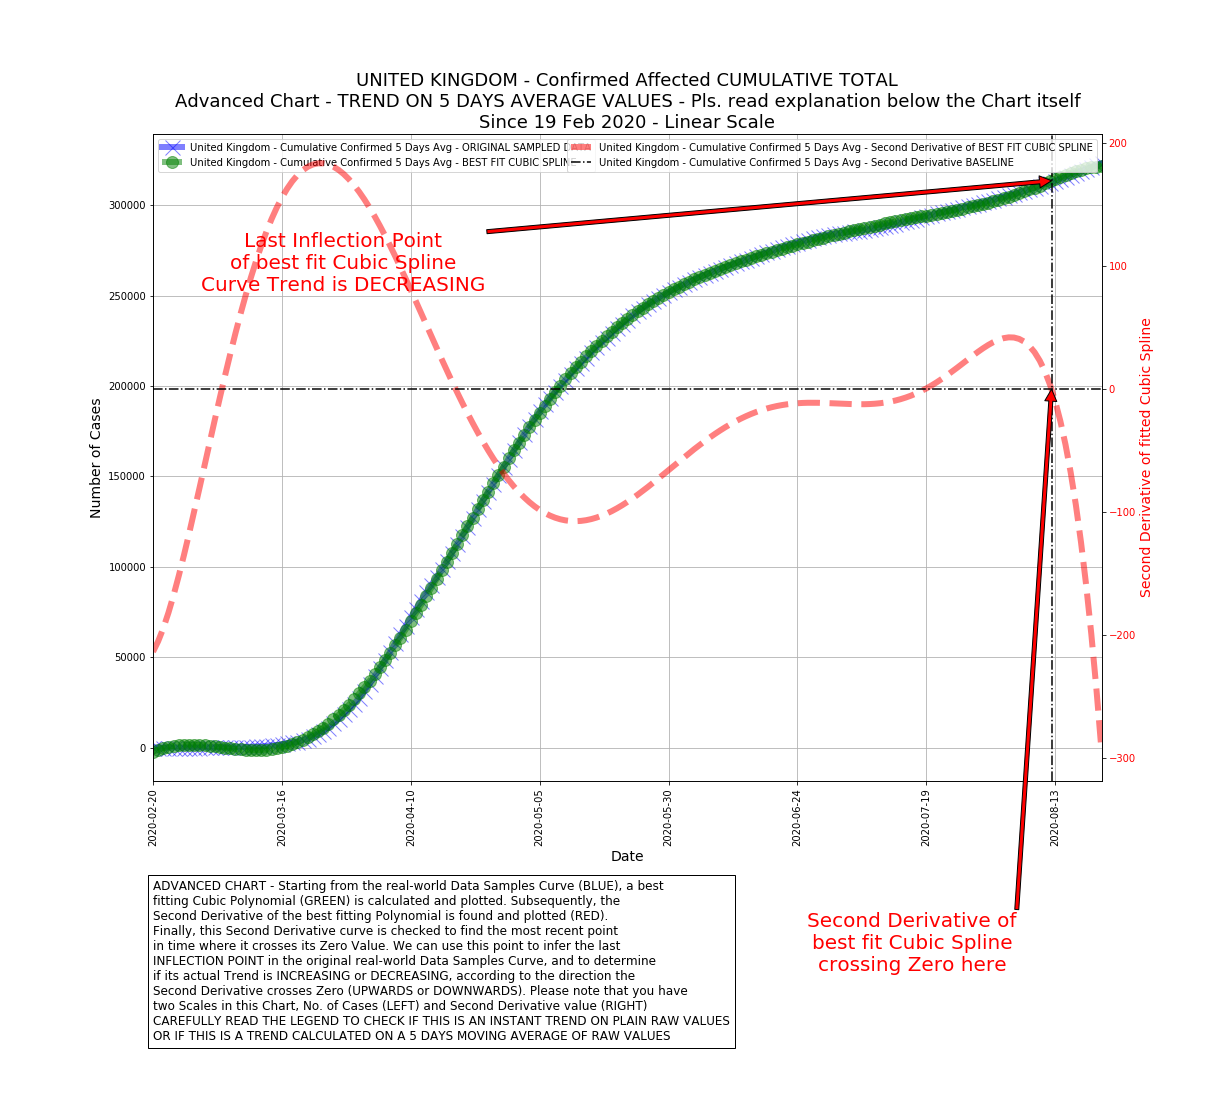 UNITED KINGDOM - Confirmed Affected CUMULATIVE TOTAL
Advanced Chart - TREND ON 5 DAYS AVERAGE VALUES - Pls. read explanation below the Chart itself
Since 19 Feb 2020 - Linear Scale
United Kingdom - Cumulative Confirmed 5 Days Avg - ORIGINAL SAMPLED DATA
United Kingdom - Cumulative Confirmed 5 Days Avg - BEST FIT CUBIC SPLINE
United Kingdom - Cumulative Confirmed 5 Days Avg - Second Derivative of BEST FIT CUBIC SPLINE
United Kingdom - Cumulative Confirmed 5 Days Avg - Second Derivative BASELINE
Last Inflection Point
of best fit Cubic Spline
Curve Trend is DECREASING
Number of Cases
300000
250000
200000
150000
100000
50000
0
200
100
0
−100
−200
−300
Second Derivative of fitted Cubic Spline
2020-02-20
2020-03-16
2020-04-10
2020-05-05
2020-05-30
2020-06-24
2020-07-19
2020-08-13
Date
ADVANCED CHART - Starting from the real-world Data Samples Curve (BLUE), a best
fitting Cubic Polynomial (GREEN) is calculated and plotted. Subsequently, the
Second Derivative of the best fitting Polynomial is found and plotted (RED).
Finally, this Second Derivative curve is checked to find the most recent point
in time where it crosses its Zero Value. We can use this point to infer the last
INFLECTION POINT in the original real-world Data Samples Curve, and to determine
if its actual Trend is INCREASING or DECREASING, according to the direction the
Second Derivative crosses Zero (UPWARDS or DOWNWARDS). Please note that you have
two Scales in this Chart, No. of Cases (LEFT) and Second Derivative value (RIGHT)
CAREFULLY READ THE LEGEND TO CHECK IF THIS IS AN INSTANT TREND ON PLAIN RAW VALUES
OR IF THIS IS A TREND CALCULATED ON A 5 DAYS MOVING AVERAGE OF RAW VALUES
Second Derivative of
best fit Cubic Spline
crossing Zero here